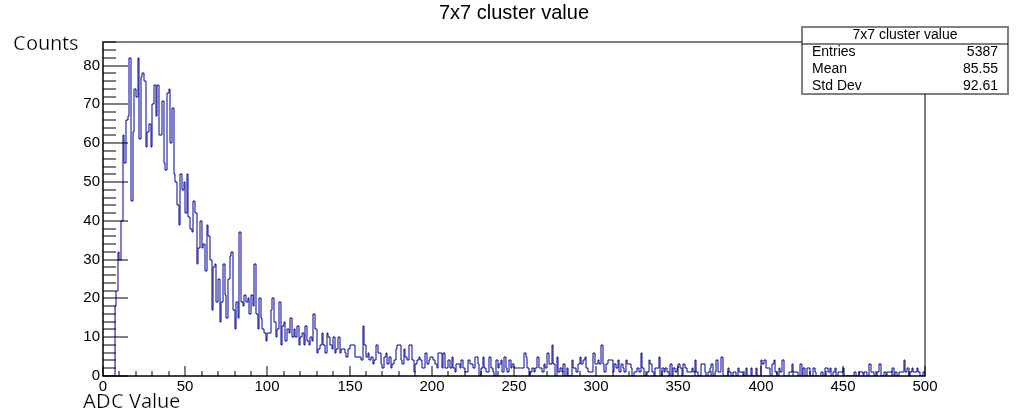 7x7 cluster value
Counts
7x7 cluster value
Entries 5387
Mean 85.55
Std Dev 92.61
80
70
60
50
40
30
20
10
0
0 50 100 150 200 250 300 350 400 450 500
ADC Value